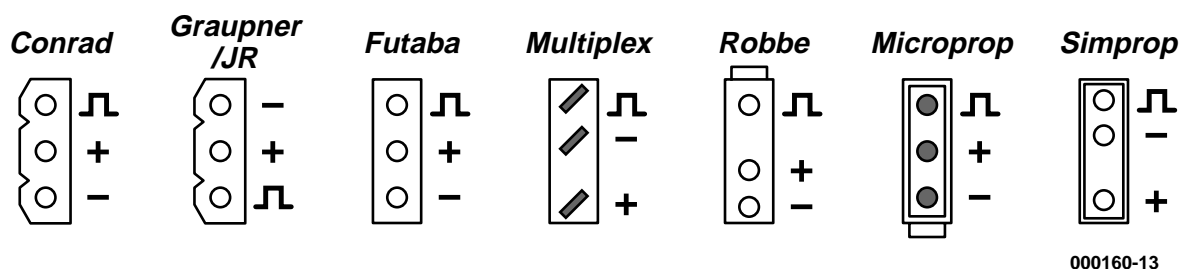 Conrad
Graupner
/JR
Futaba
Multiplex
Robbe
Microprop
Simprop
+
−
−
+
+
−
−
+
+
−
+
−
−
+
000160-13